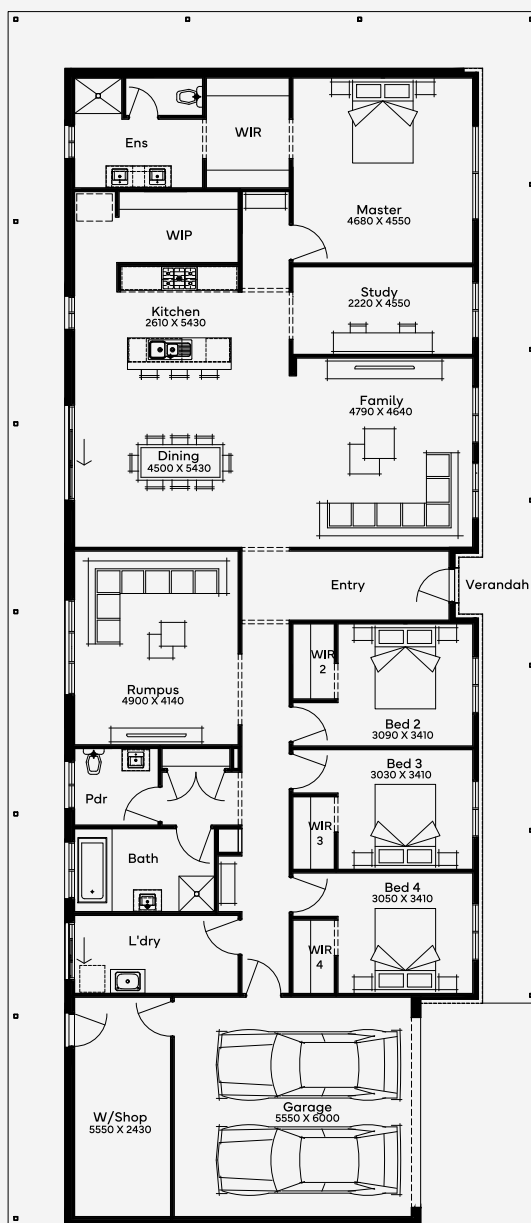 Ens
WIR
Master
4680 X 4550
WIP
Study
2220 X 4550
Kitchen
2610 X 5430
Family
4790 X 4640
Dining
4500 X 5430
Entry
Verandah
WIR
2
Rumpus
4900 X 4140
Bed 2
3090 X 3410
Bed 3
3030 X 3410
Pdr
WIR
3
Bath
Bed 4
3050 X 3410
L'dry
WIR
4
W/Shop
5550 X 2430
Garage
5550 X 6000